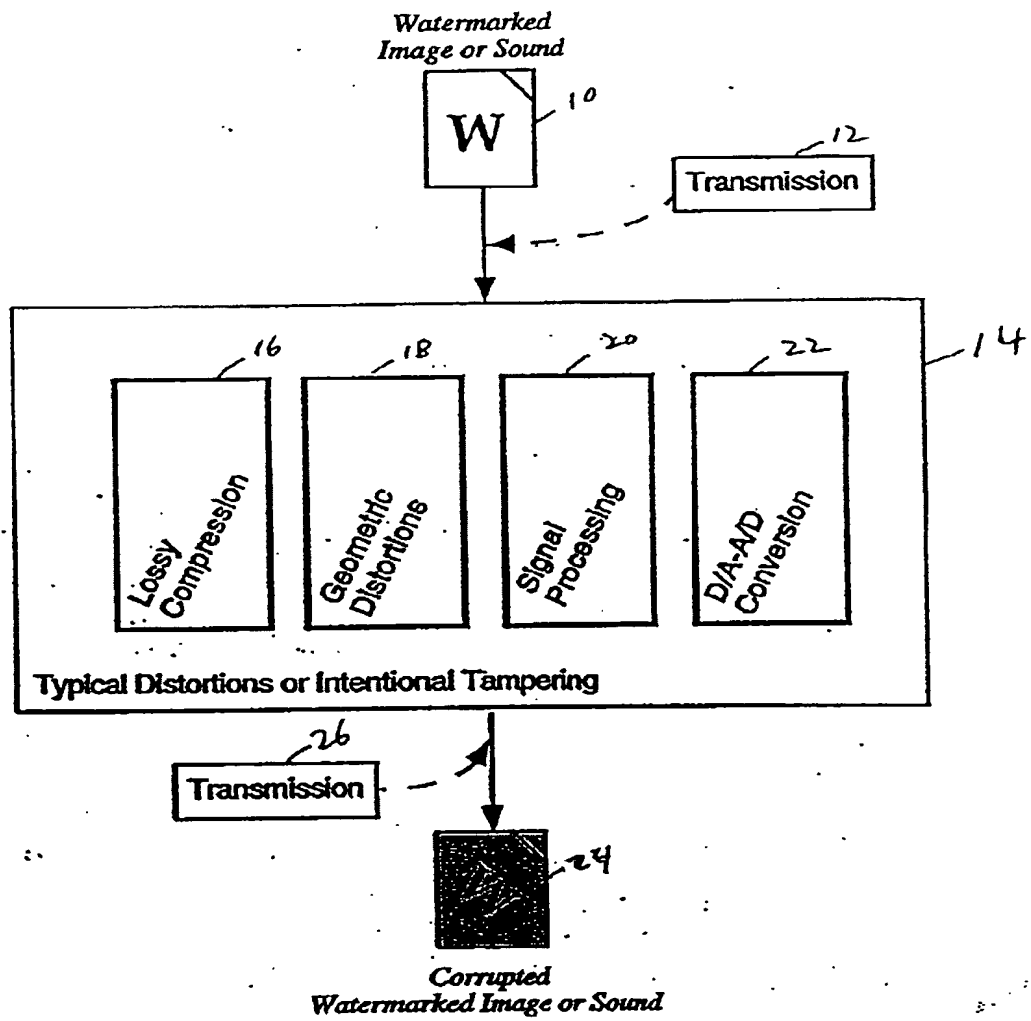 Watermarked
Image or Sound
W
10
12
Transmission
14
16
18
20
22
Lossy
Compression
Geometric
Distortions
Signal
Processing
D/A-A/D
Conversion
Typical Distortions or Intentional Tampering
26
Transmission
24
Corrupted
Watermarked Image or Sound